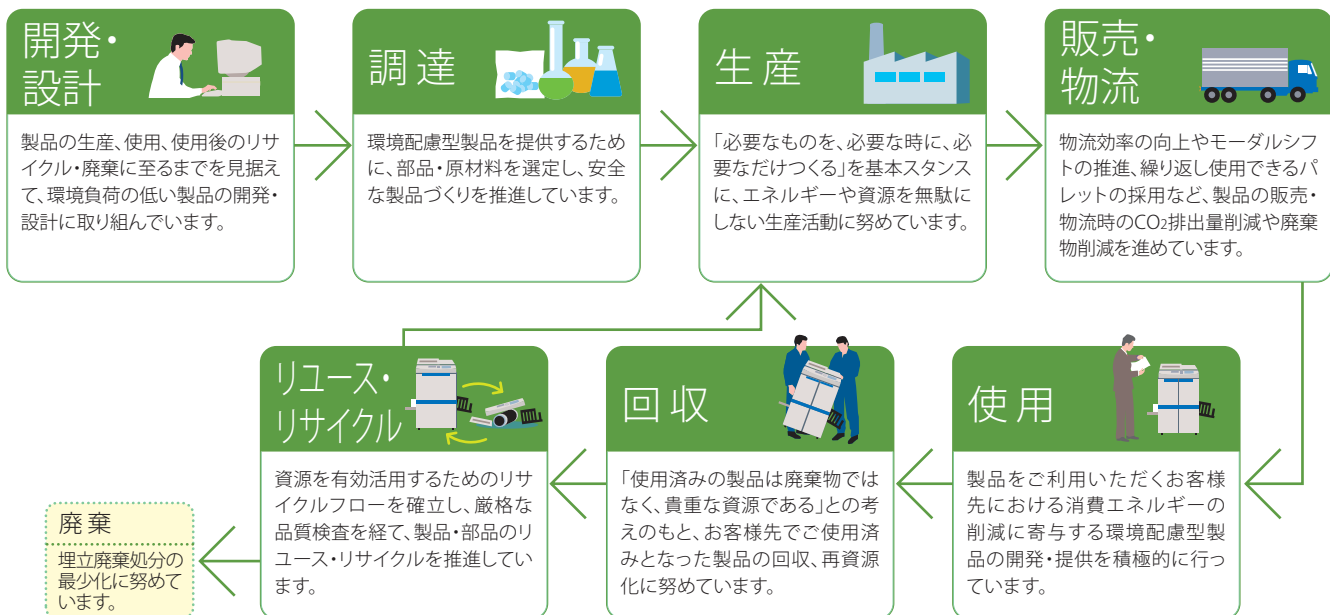 開発・
設計
製品の生産、使用、使用後のリサ
イクル・廃棄に至るまでを見据え
て、環境負荷の低い製品の開発・
設計に取り組んでいます。
調達
環境配慮型製品を提供するため
に、部品・原材料を選定し、安全
な製品づくりを推進しています。
生産
「必要なものを、必要な時に、必
要なだけつくる」を基本スタンス
に、エネルギーや資源を無駄に
しない生産活動に努めています。
販売・
物流
物流効率の向上やモーダルシフ
トの推進、繰り返し使用できるパ
レットの採用など、製品の販売・
物流時のCO2排出量削減や廃棄
物削減を進めています。
使用
製品をご利用いただくお客様
先における消費エネルギーの
削減に寄与する環境配慮型製
品の開発・提供を積極的に行っ
ています。
回収
「使用済みの製品は廃棄物では
なく、貴重な資源である」との考
えのもと、お客様先でご使用済
みとなった製品の回収、再資源
化に努めています。
リユース・
リサイクル
資源を有効活用するためのリサ
イクルフローを確立し、厳格な
品質検査を経て、製品・部品のリ
ユース・リサイクルを推進してい
ます。
廃棄
埋立廃棄処分の
最少化に努めて
います。